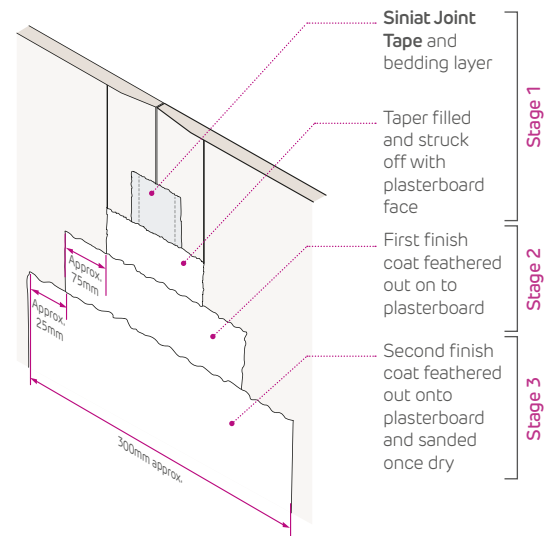 Siniat Joint
Tape and
bedding layer
Stage 1
Taper filled
and struck
off with
plasterboard
face
First finish
coat feathered
out on to
plasterboard
Stage 2
Second finish
coat feathered
out onto
plasterboard
and sanded
once dry
Stage 3
Approx.
75mm
Approx.
25mm
300mm approx.